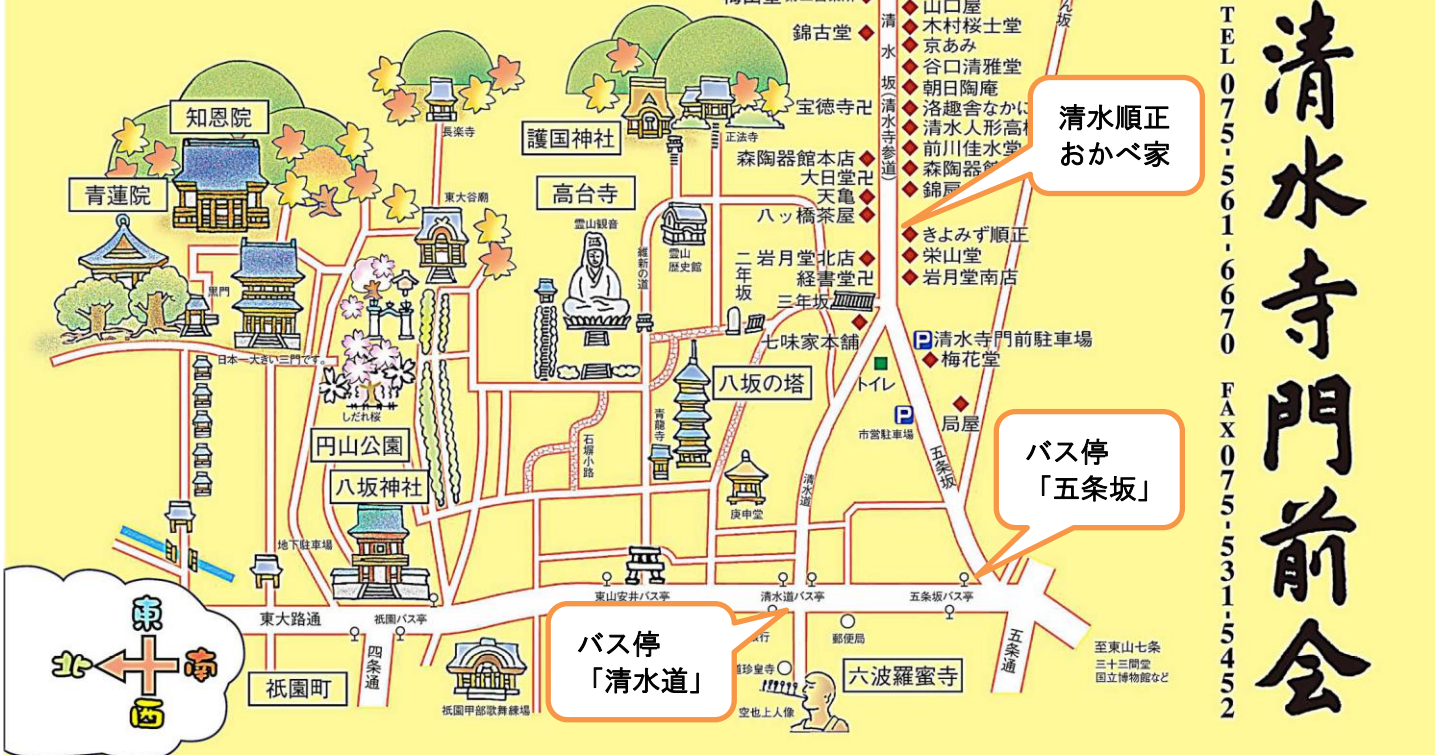 山口屋
清水坂(清水寺参道)
錦古堂
木村桜士堂
京あみ
谷口清雅堂
朝日陶庵
宝徳寺卍
清水順正
おかべ家
森陶器館本店
大日堂卍
天亀
八ッ橋茶屋
前川佳水堂
きよみず順正
栄山堂
岩月堂南店
岩月堂北店
経書堂卍
二年坂
三年坂
七味家本舗
清水寺門前駐車場
梅花堂
トイレ
市営駐車場
局屋
五条坂
清水道
知恩院
青蓮院
黒門
日本一大きい三門です。
長楽寺
東大谷廟
護国神社
正法寺
高台寺
霊山観音
維新の道
霊山
歴史館
しだれ桜
円山公園
八坂神社
地下駐車場
石塀小路
青龍寺
八坂の塔
庚申堂
バス停
「五条坂」
東大路通
祇園バス亭
東山安井バス亭
清水道バス亭
五条坂バス亭
バス停
「清水道」
郵便局
四条通
祇園町
祇園甲部歌舞練場
六波羅蜜寺
空也上人像
五条通
至東山七条
三十三間堂
国立博物館など
東
北
南
西
TEL 075-561-6670 FAX 075-531-5452
清水寺門前会